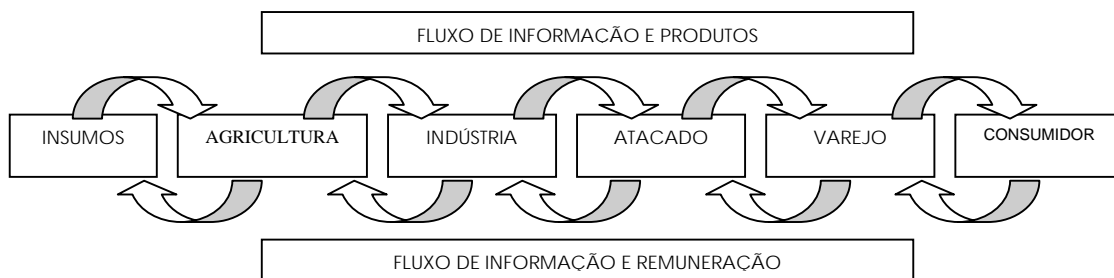 FLUXO DE INFORMAÇÃO E PRODUTOS
INSUMOS
AGRICULTURA
INDÚSTRIA
ATACADO
VAREJO
CONSUMIDOR
FLUXO DE INFORMAÇÃO E REMUNERAÇÃO